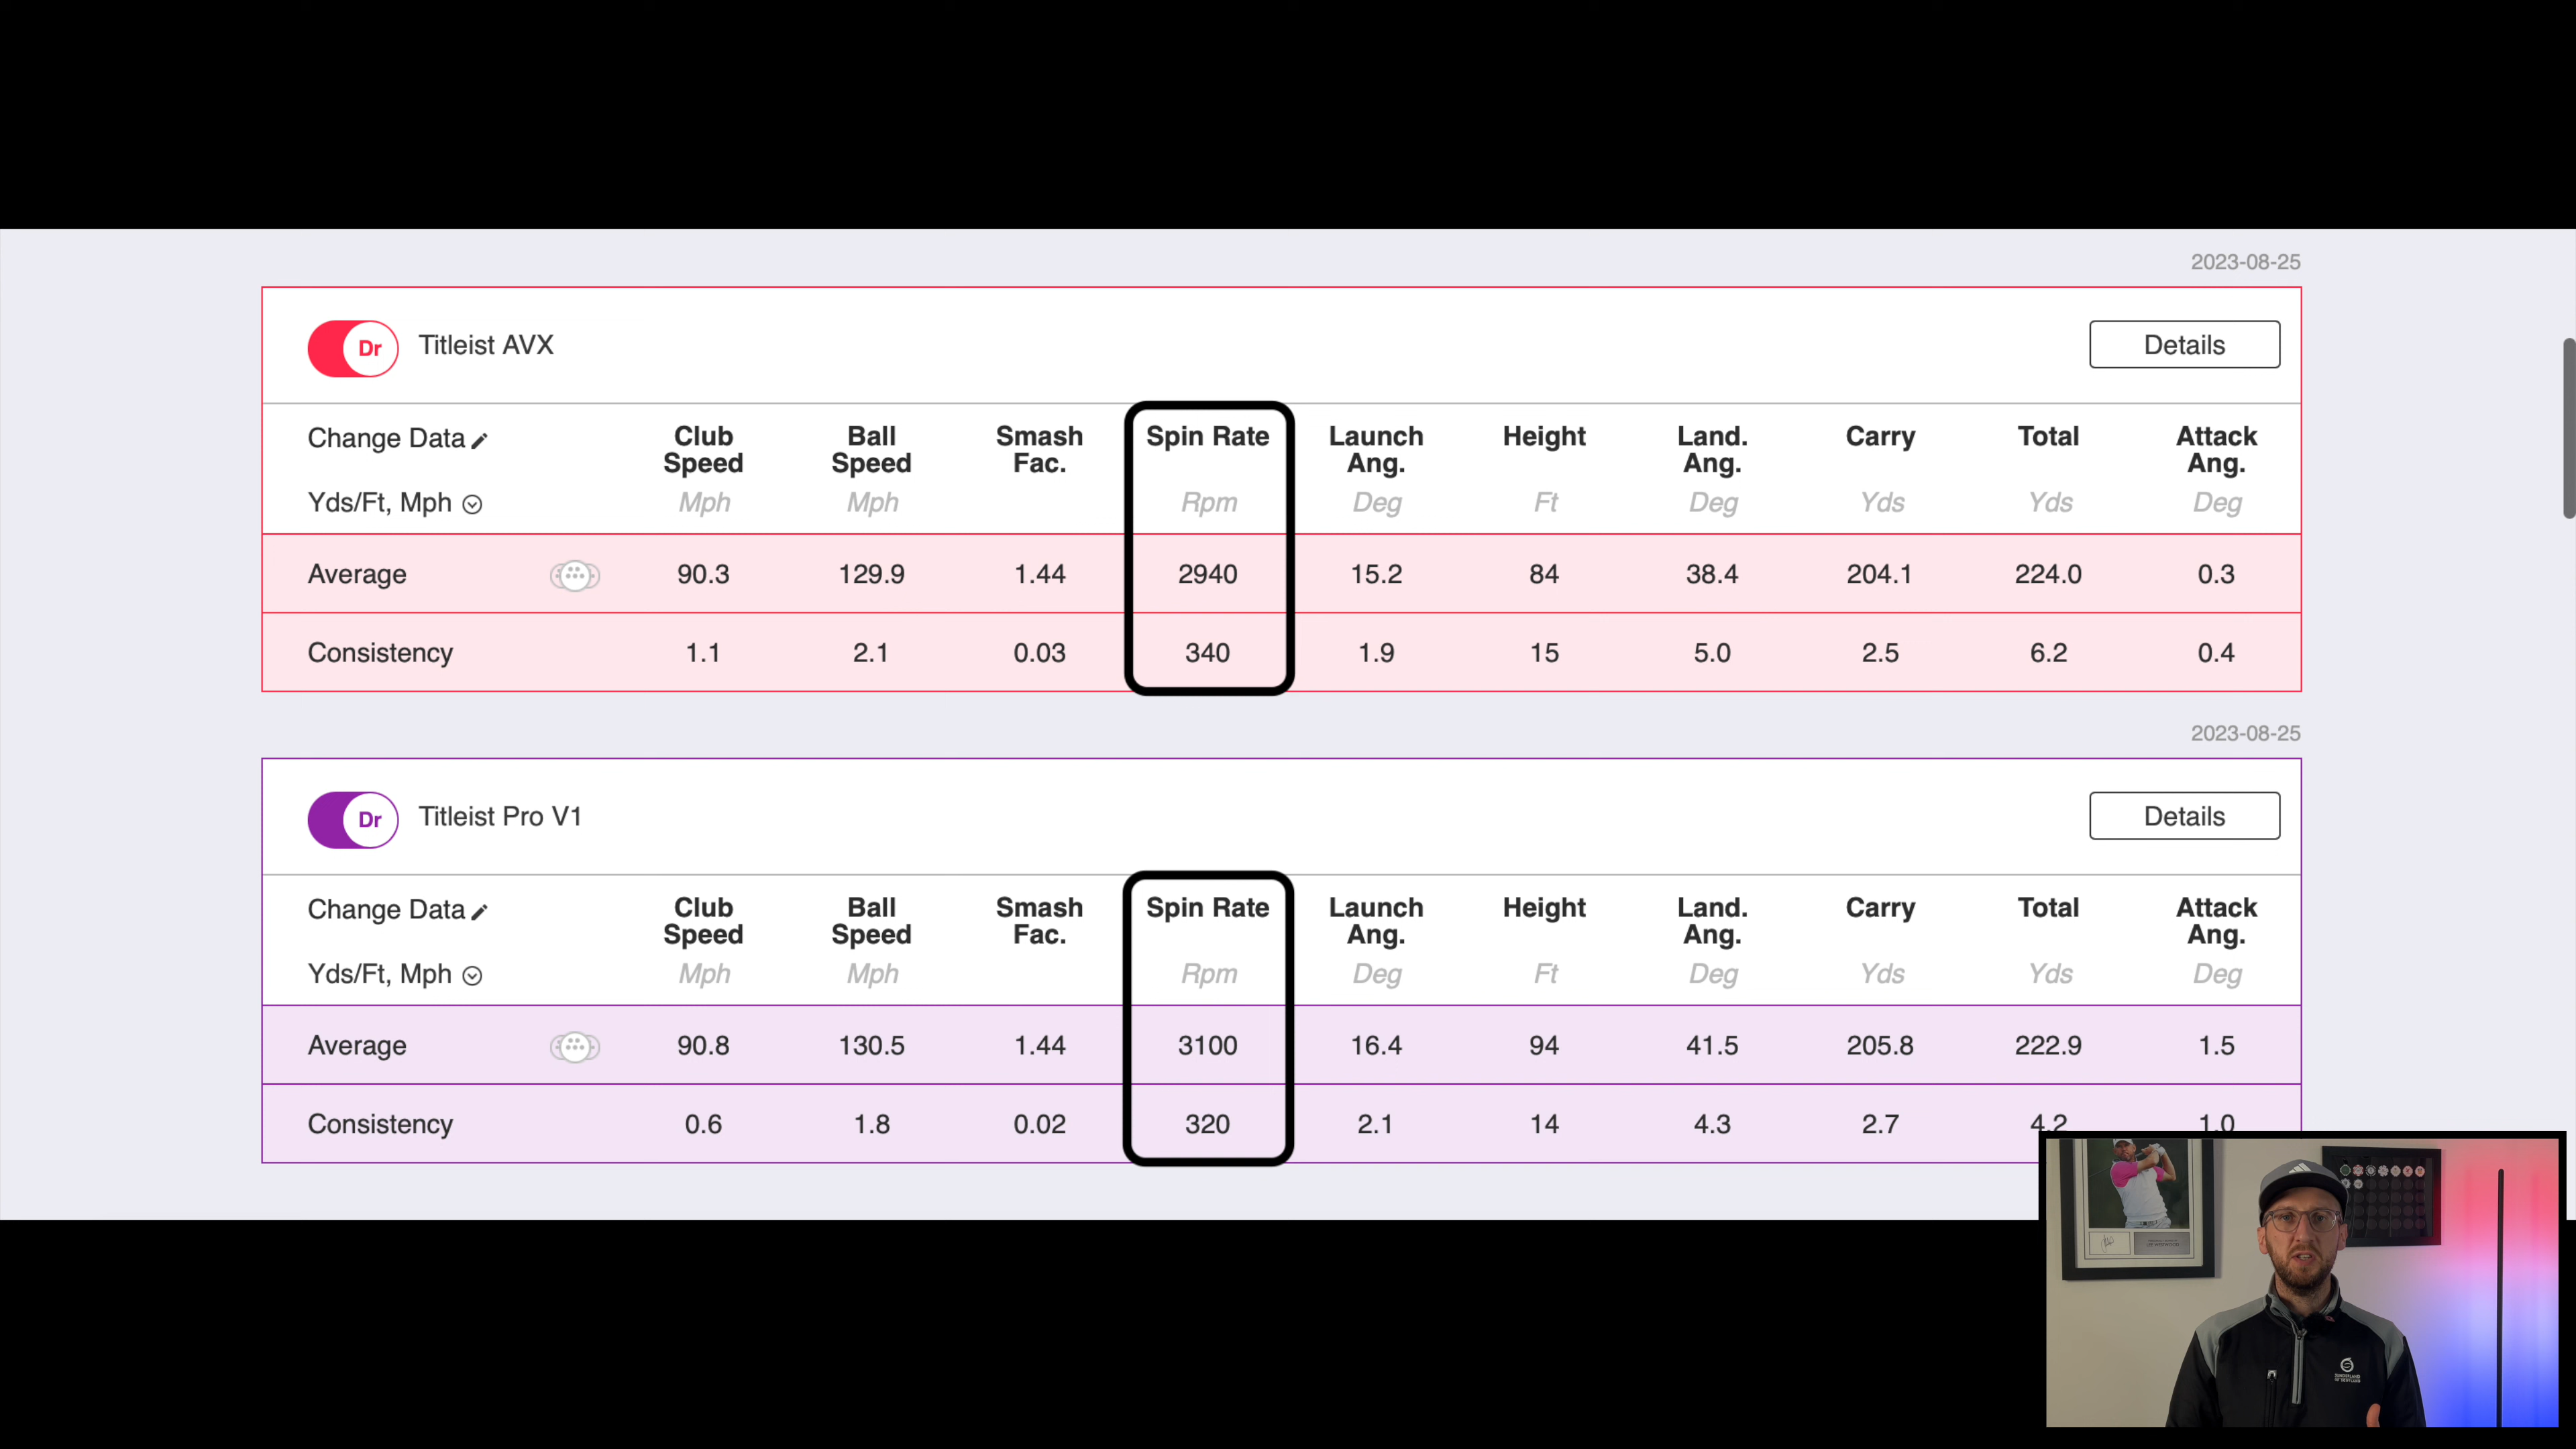 2023-08-25
Dr Titleist AVX Details
Change Data Club Speed Ball Speed Smash Fac. Spin Rate Launch Ang. Height Land. Ang. Carry Total Attack Ang.
Yds/Ft, Mph Mph Mph Rpm Deg Ft Deg Yds Yds Deg
Average 90.3 129.9 1.44 2940 15.2 84 38.4 204.1 224.0 0.3
Consistency 1.1 2.1 0.03 340 1.9 15 5.0 2.5 6.2 0.4
2023-08-25
Dr Titleist Pro V1 Details
Change Data Club Speed Ball Speed Smash Fac. Spin Rate Launch Ang. Height Land. Ang. Carry Total Attack Ang.
Yds/Ft, Mph Mph Mph Rpm Deg Ft Deg Yds Yds Deg
Average 90.8 130.5 1.44 3100 16.4 94 41.5 205.8 222.9 1.5
Consistency 0.6 1.8 0.02 320 2.1 14 4.3 2.7 4.2 1.0